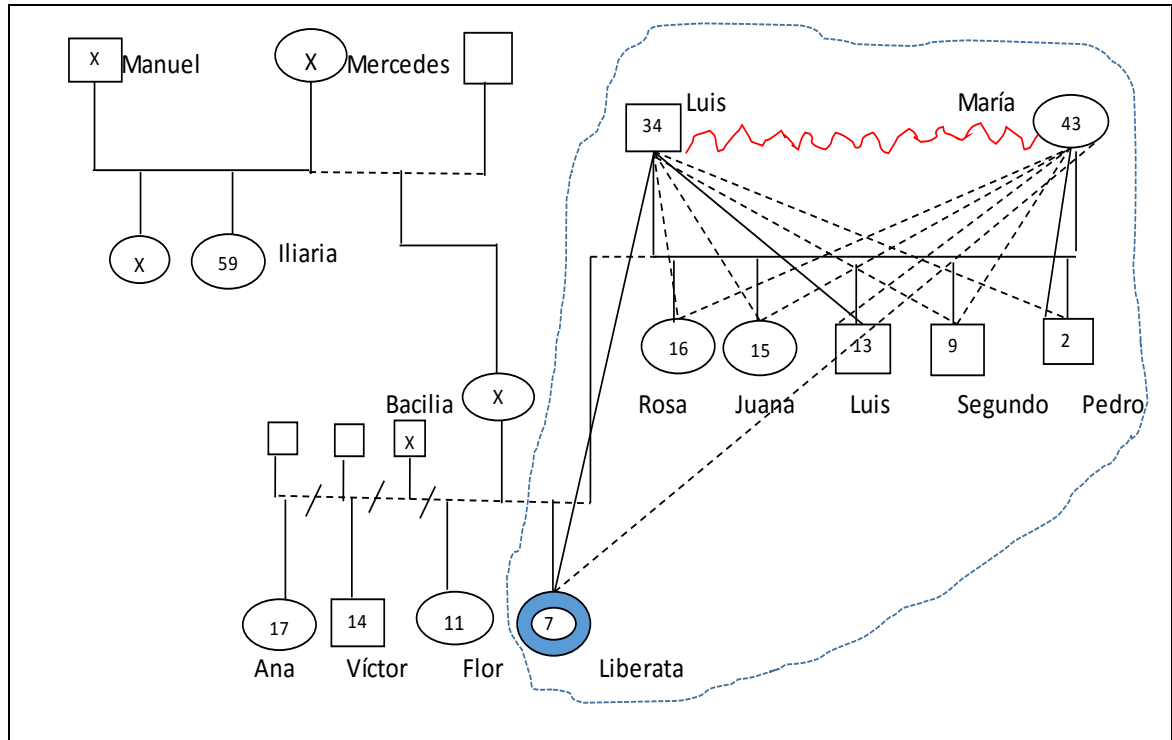 X Manuel
X Mercedes
Luis
María
34
43
X
59
Iliaria
16
15
13
9
2
Rosa
Juana
Luis
Segundo
Pedro
Bacilia
X
X
17
14
11
7
Ana
Víctor
Flor
Liberata